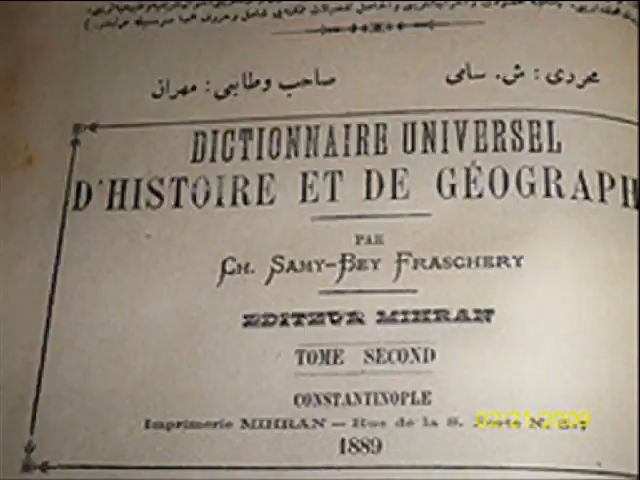 محرری : ش. سامی
صاحب وطابعی : مهران
DICTIONNAIRE UNIVERSEL
D'HISTOIRE ET DE GÉOGRAPH
PAR
CH. SAMY-BEY FRASCHERY
EDITEUR MIHRAN
TOME SECOND
CONSTANTINOPLE
Imprimerie MIHRAN — Rue de la S. Porte N.
1889
02/21/2009